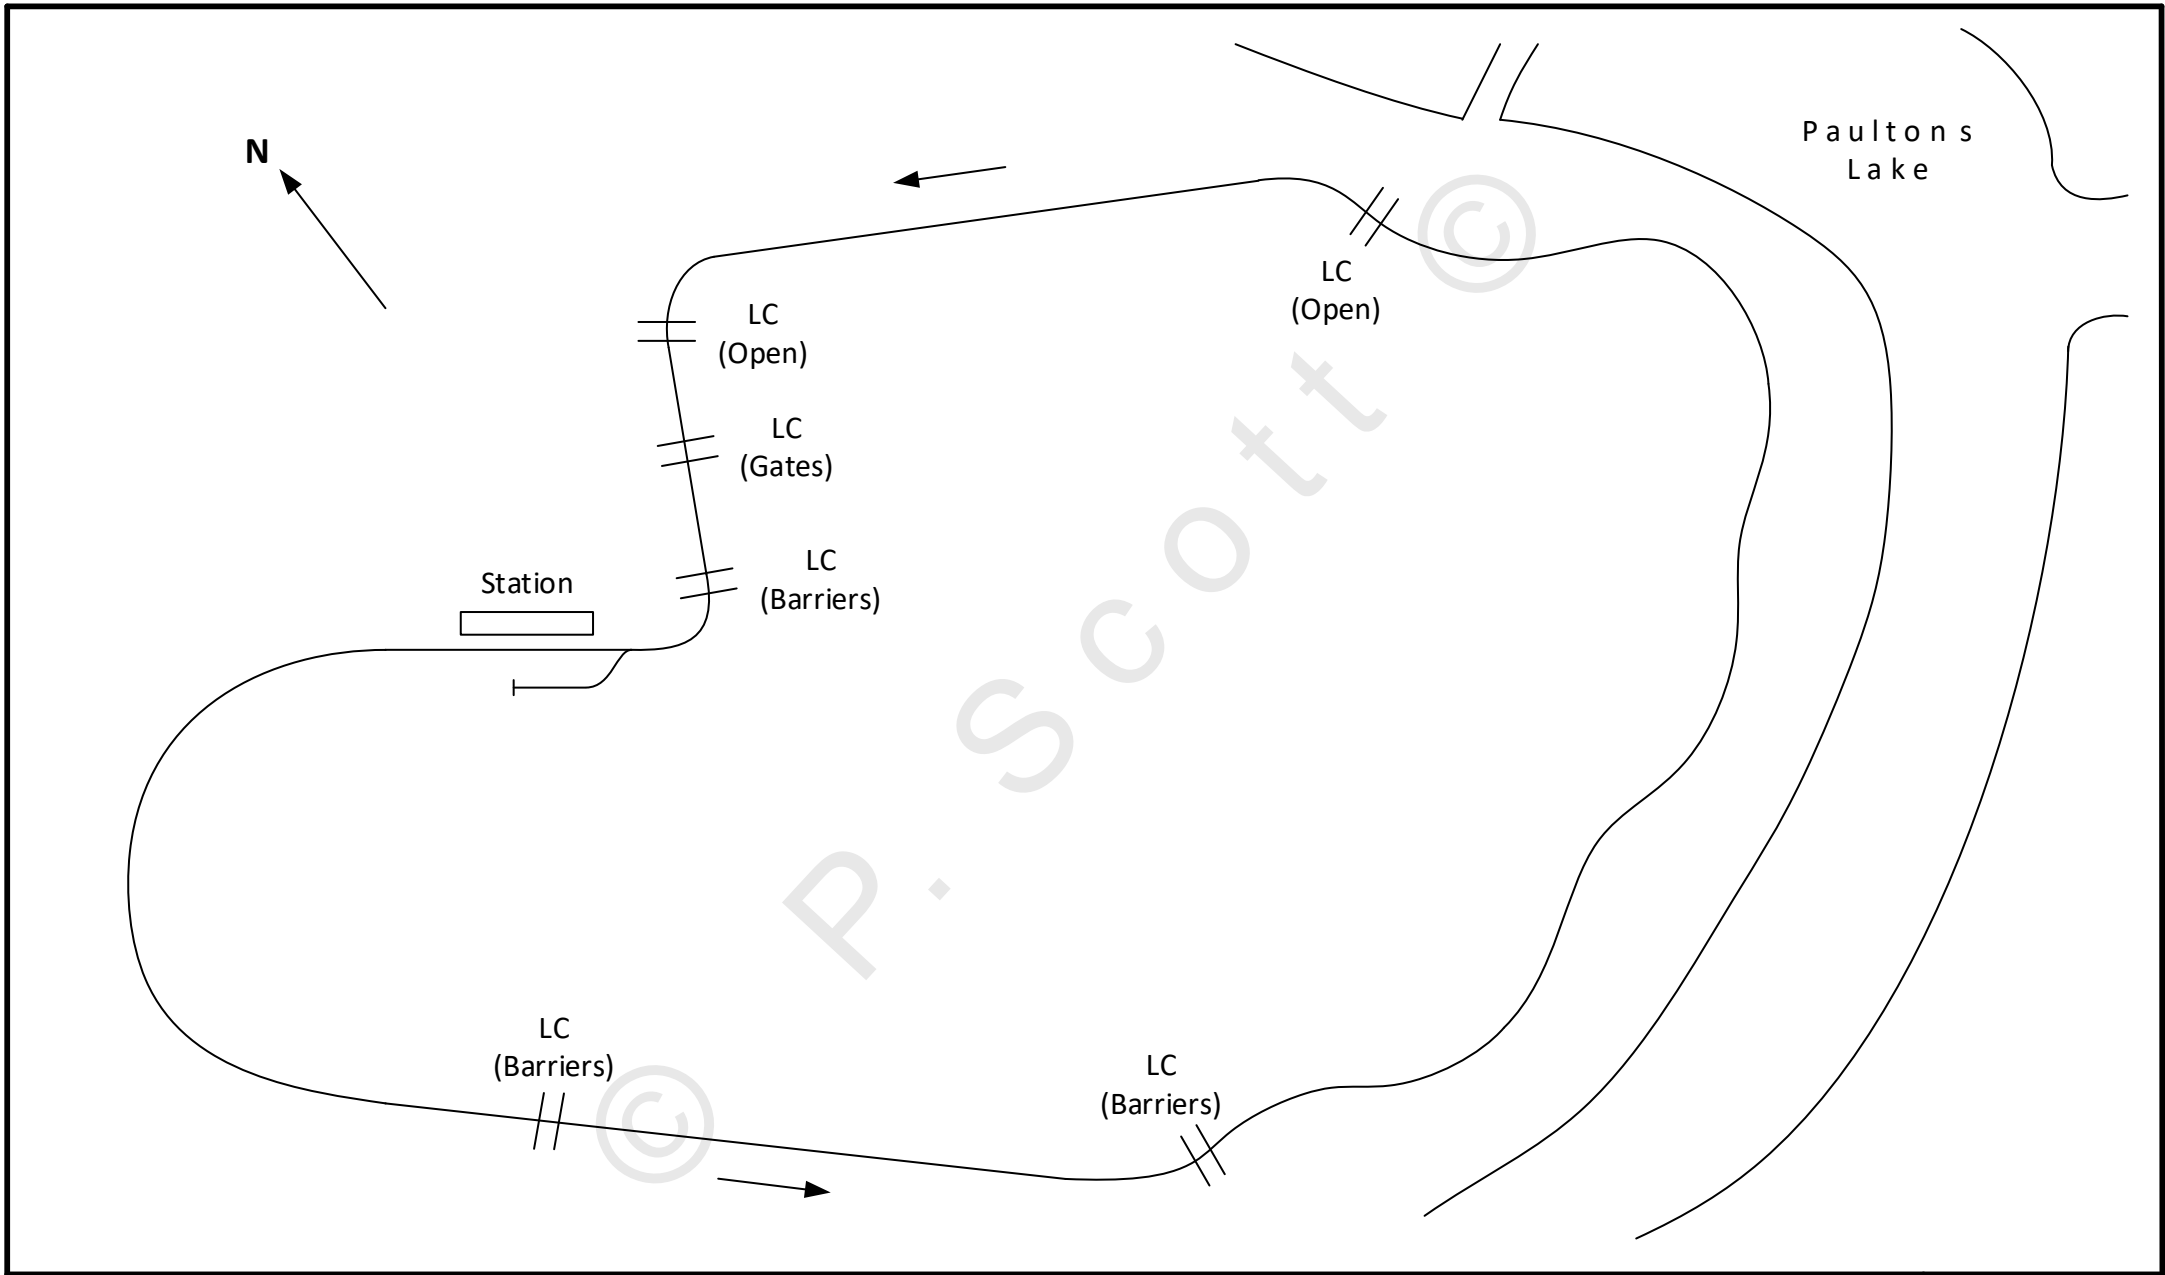 Paultons
Lake
N
LC
(Open)
LC
(Open)
LC
(Gates)
LC
(Barriers)
Station
LC
(Barriers)
LC
(Barriers)
© P. Scott ©